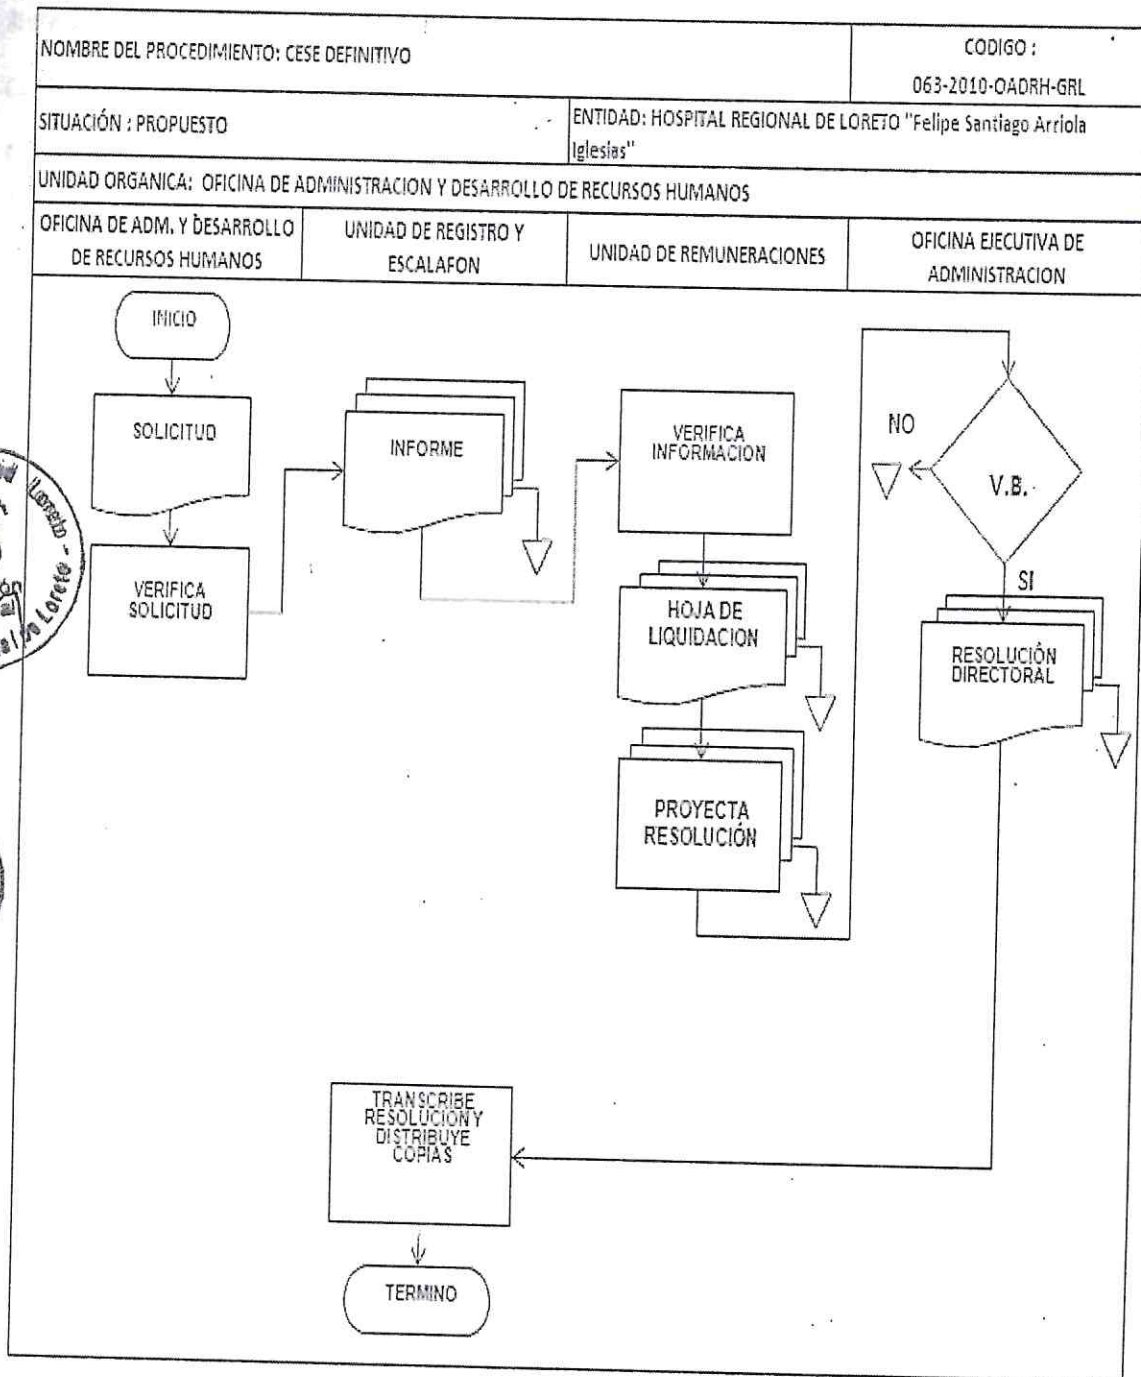 NOMBRE DEL PROCEDIMIENTO: CESE DEFINITIVO
CODIGO :
063-2010-OADRH-GRL
SITUACIÓN : PROPUESTO
ENTIDAD: HOSPITAL REGIONAL DE LORETO "Felipe Santiago Arriola
Iglesias"
UNIDAD ORGANICA: OFICINA DE ADMINISTRACION Y DESARROLLO DE RECURSOS HUMANOS
OFICINA DE ADM. Y DESARROLLO
DE RECURSOS HUMANOS
UNIDAD DE REGISTRO Y
ESCALAFON
UNIDAD DE REMUNERACIONES
OFICINA EJECUTIVA DE
ADMINISTRACION
INICIO
SOLICITUD
VERIFICA
SOLICITUD
INFORME
VERIFICA
INFORMACION
HOJA DE
LIQUIDACION
PROYECTA
RESOLUCIÓN
NO
V.B.
SI
RESOLUCIÓN
DIRECTORAL
TRANSCRIBE
RESOLUCION Y
DISTRIBUYE
COPIAS
TERMINO
Loreto -
Loreto